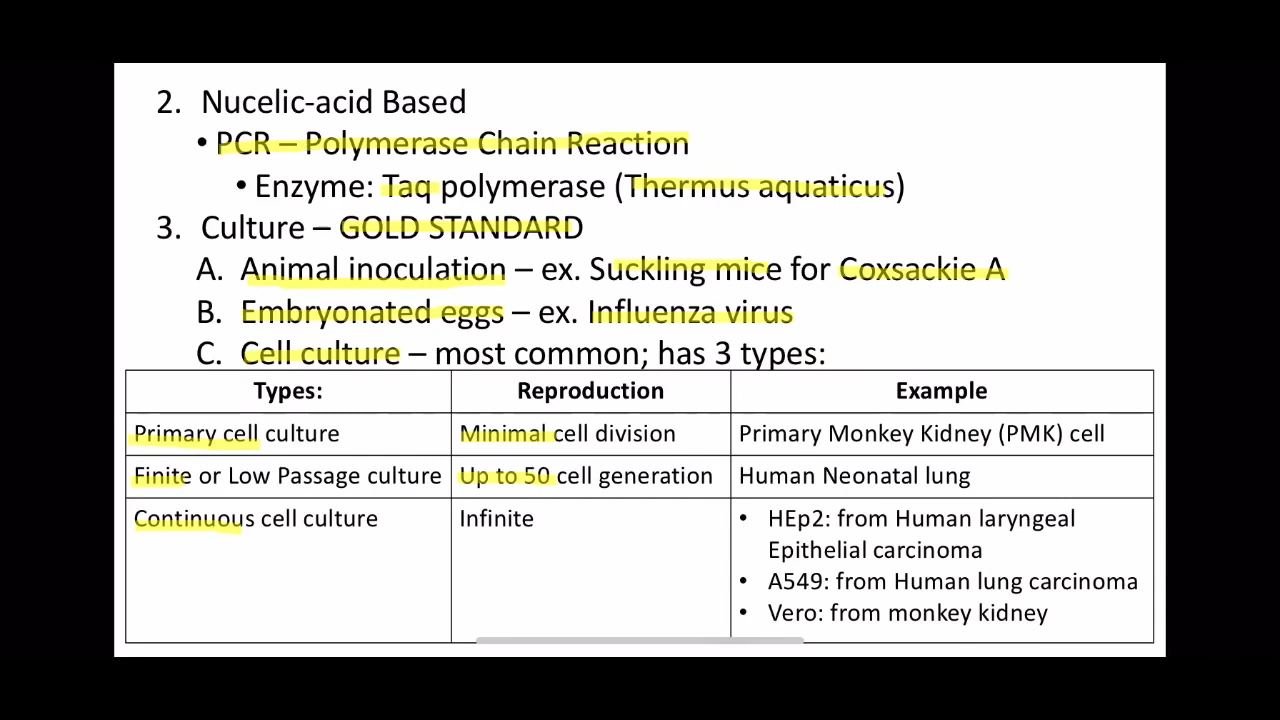 2. Nucelic-acid Based
• PCR – Polymerase Chain Reaction
• Enzyme: Taq polymerase (Thermus aquaticus)
3. Culture – GOLD STANDARD
A. Animal inoculation – ex. Suckling mice for Coxsackie A
B. Embryonated eggs – ex. Influenza virus
C. Cell culture – most common; has 3 types:
Types: Reproduction Example
Primary cell culture Minimal cell division Primary Monkey Kidney (PMK) cell
Finite or Low Passage culture Up to 50 cell generation Human Neonatal lung
Continuous cell culture Infinite • HEp2: from Human laryngeal
Epithelial carcinoma
• A549: from Human lung carcinoma
• Vero: from monkey kidney